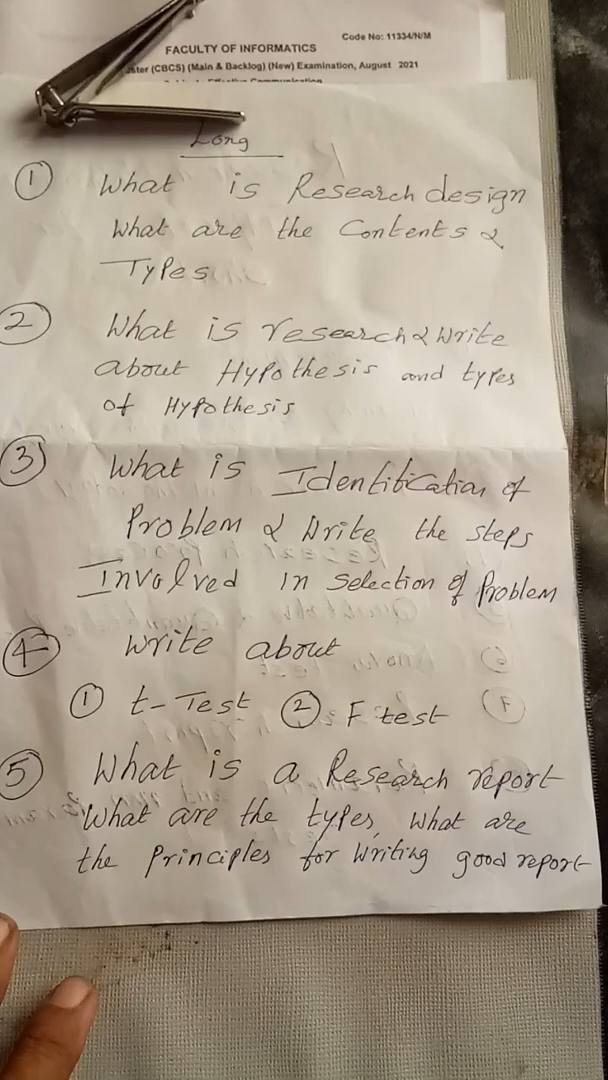 Code No: 11334/N/M
FACULTY OF INFORMATICS
(CBCS) (Main & Backlog) (New) Examination, August 2021
Long
① What is Research design
What are the Contents &
Types
② What is research & Write
about Hypothesis and types
of Hypothesis
③ What is Identification of
Problem & Write the steps
Involved in Selection of Problem
④ Write about
① t-Test ② F test
⑤ What is a Research report
What are the types, What are
the Principles for Writing good report